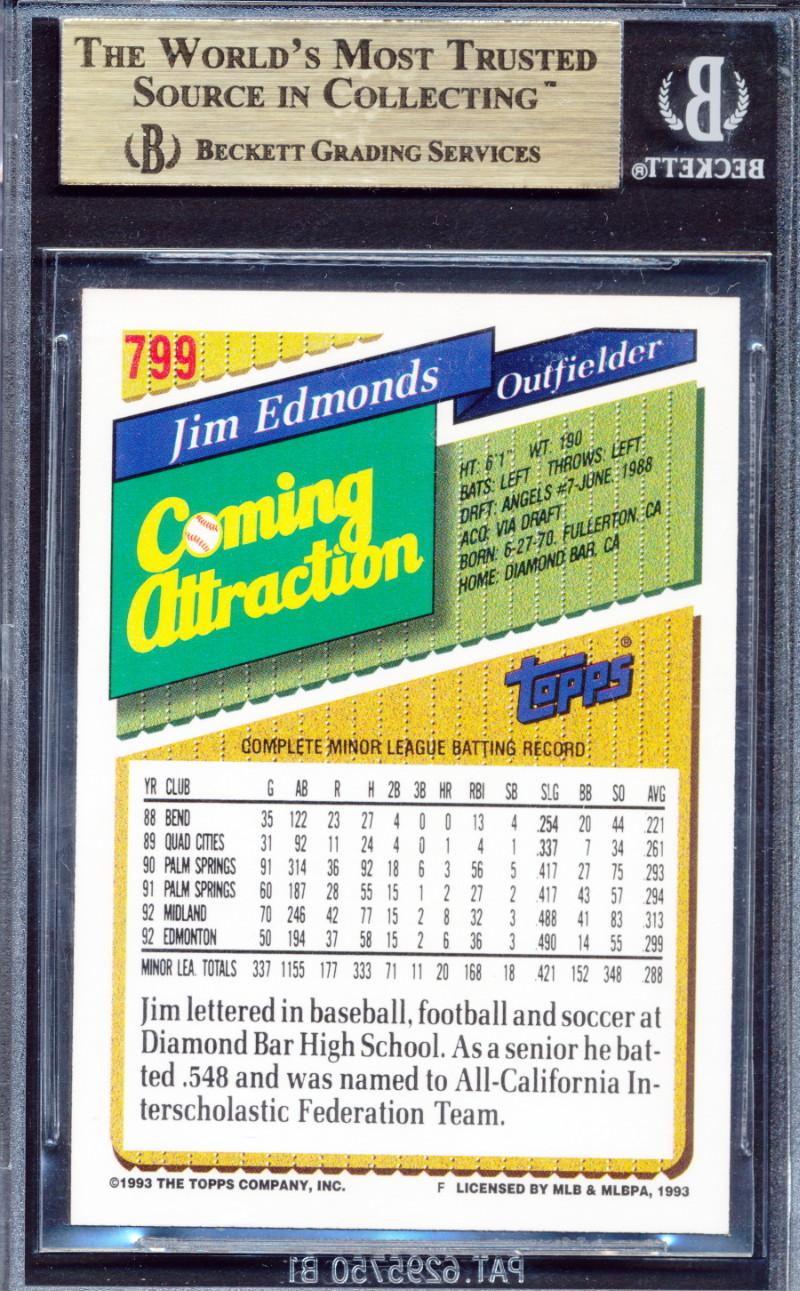 THE WORLD'S MOST TRUSTED
SOURCE IN COLLECTING™
B BECKETT GRADING SERVICES
B
BECKETT®
799
Jim Edmonds
Outfielder
Coming
Attraction
HT: 6'1" WT: 190
BATS: LEFT THROWS: LEFT
DRFT: ANGELS #7-JUNE, 1988
ACQ: VIA DRAFT
BORN: 6-27-70, FULLERTON, CA
HOME: DIAMOND BAR, CA
topps®
COMPLETE MINOR LEAGUE BATTING RECORD
YR CLUB G AB R H 2B 3B HR RBI SB SLG BB SO AVG
88 BEND 35 122 23 27 4 0 0 13 4 .254 20 44 .221
89 QUAD CITIES 31 92 11 24 4 0 1 4 1 .337 7 34 .261
90 PALM SPRINGS 91 314 36 92 18 6 3 56 5 .417 27 75 .293
91 PALM SPRINGS 60 187 28 55 15 1 2 27 2 .417 43 57 .294
92 MIDLAND 70 246 42 77 15 2 8 32 3 .488 41 83 .313
92 EDMONTON 50 194 37 58 15 2 6 36 3 .490 14 55 .299
MINOR LEA. TOTALS 337 1155 177 333 71 11 20 168 18 .421 152 348 .288
Jim lettered in baseball, football and soccer at
Diamond Bar High School. As a senior he bat-
ted .548 and was named to All-California In-
terscholastic Federation Team.
©1993 THE TOPPS COMPANY, INC. F LICENSED BY MLB & MLBPA, 1993
PAT. 6295750 B1